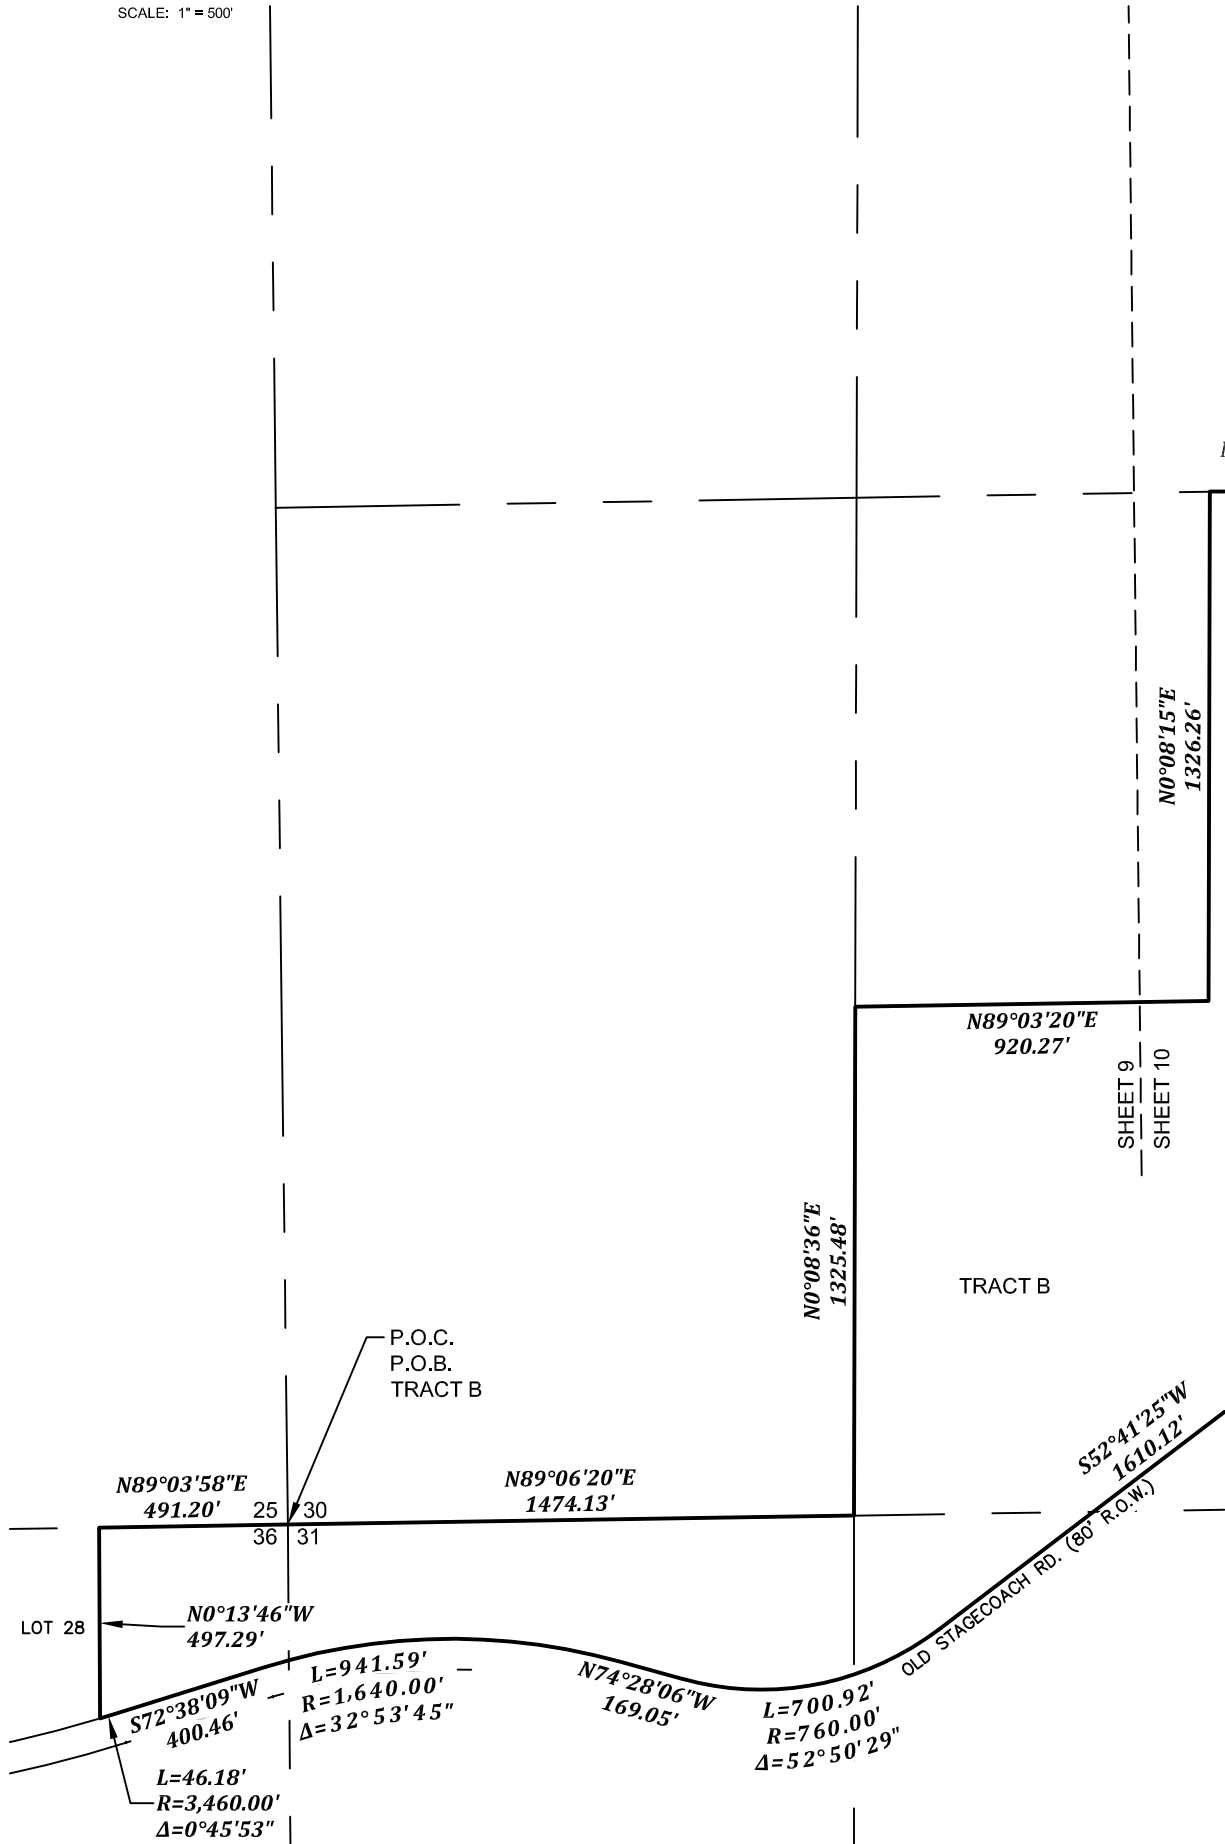 SCALE: 1" = 500'
N0°08'15"E
1326.26'
N89°03'20"E
920.27'
SHEET 9
SHEET 10
N0°08'36"E
1325.48'
TRACT B
P.O.C.
P.O.B.
TRACT B
S52°41'25"W
1610.12'
N89°03'58"E
491.20'
N89°06'20"E
1474.13'
25 30
36 31
OLD STAGECOACH RD. (80' R.O.W.)
LOT 28
N0°13'46"W
497.29'
S72°38'09"W
400.46'
L=941.59'
R=1,640.00'
Δ=32°53'45"
N74°28'06"W
169.05'
L=700.92'
R=760.00'
Δ=52°50'29"
L=46.18'
R=3,460.00'
Δ=0°45'53"